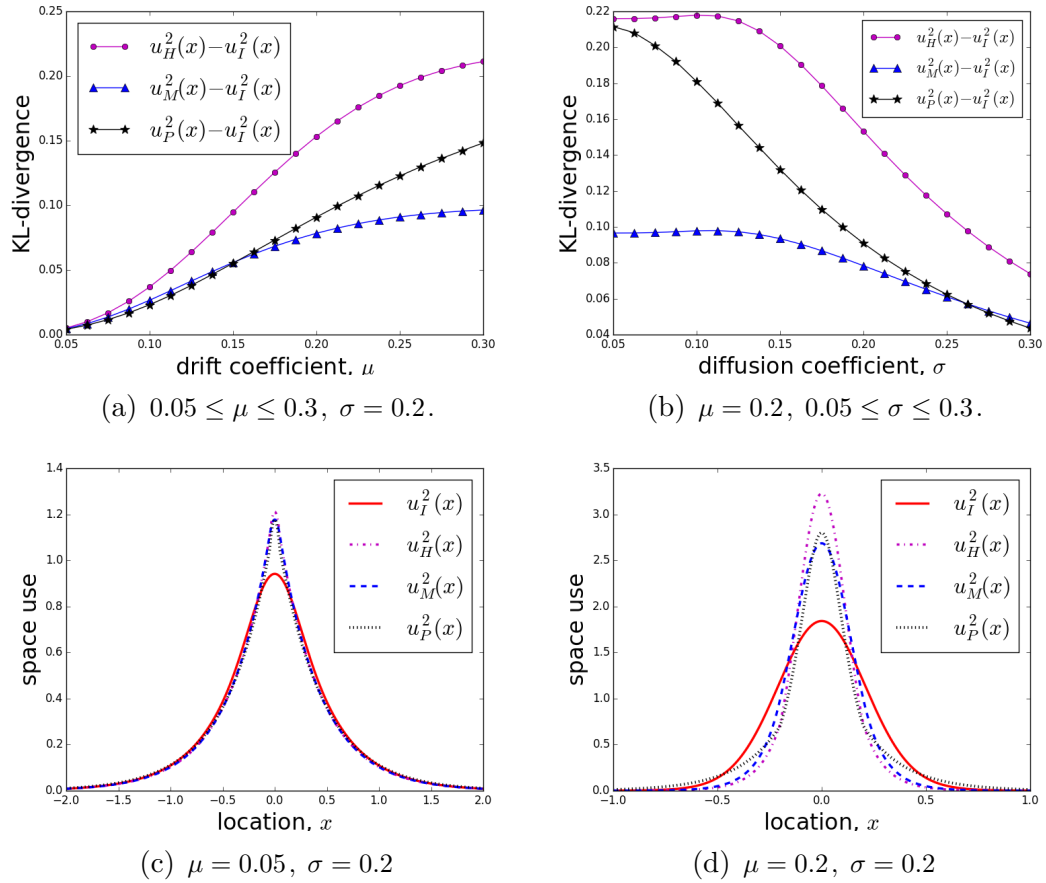 u_H^2(x)−u_I^2(x)
u_M^2(x)−u_I^2(x)
u_P^2(x)−u_I^2(x)
KL-divergence
0.25
0.20
0.15
0.10
0.05
0.00
0.05 0.10 0.15 0.20 0.25 0.30
drift coefficient, μ
(a) 0.05 ≤ μ ≤ 0.3, σ = 0.2.
u_H^2(x)−u_I^2(x)
u_M^2(x)−u_I^2(x)
u_P^2(x)−u_I^2(x)
KL-divergence
0.22
0.20
0.18
0.16
0.14
0.12
0.10
0.08
0.06
0.04
0.05 0.10 0.15 0.20 0.25 0.30
diffusion coefficient, σ
(b) μ = 0.2, 0.05 ≤ σ ≤ 0.3.
u_I^2(x)
u_H^2(x)
u_M^2(x)
u_P^2(x)
space use
1.4
1.2
1.0
0.8
0.6
0.4
0.2
0.0
−2.0 −1.5 −1.0 −0.5 0.0 0.5 1.0 1.5 2.0
location, x
(c) μ = 0.05, σ = 0.2
u_I^2(x)
u_H^2(x)
u_M^2(x)
u_P^2(x)
space use
3.5
3.0
2.5
2.0
1.5
1.0
0.5
0.0
−1.0 −0.5 0.0 0.5 1.0
location, x
(d) μ = 0.2, σ = 0.2